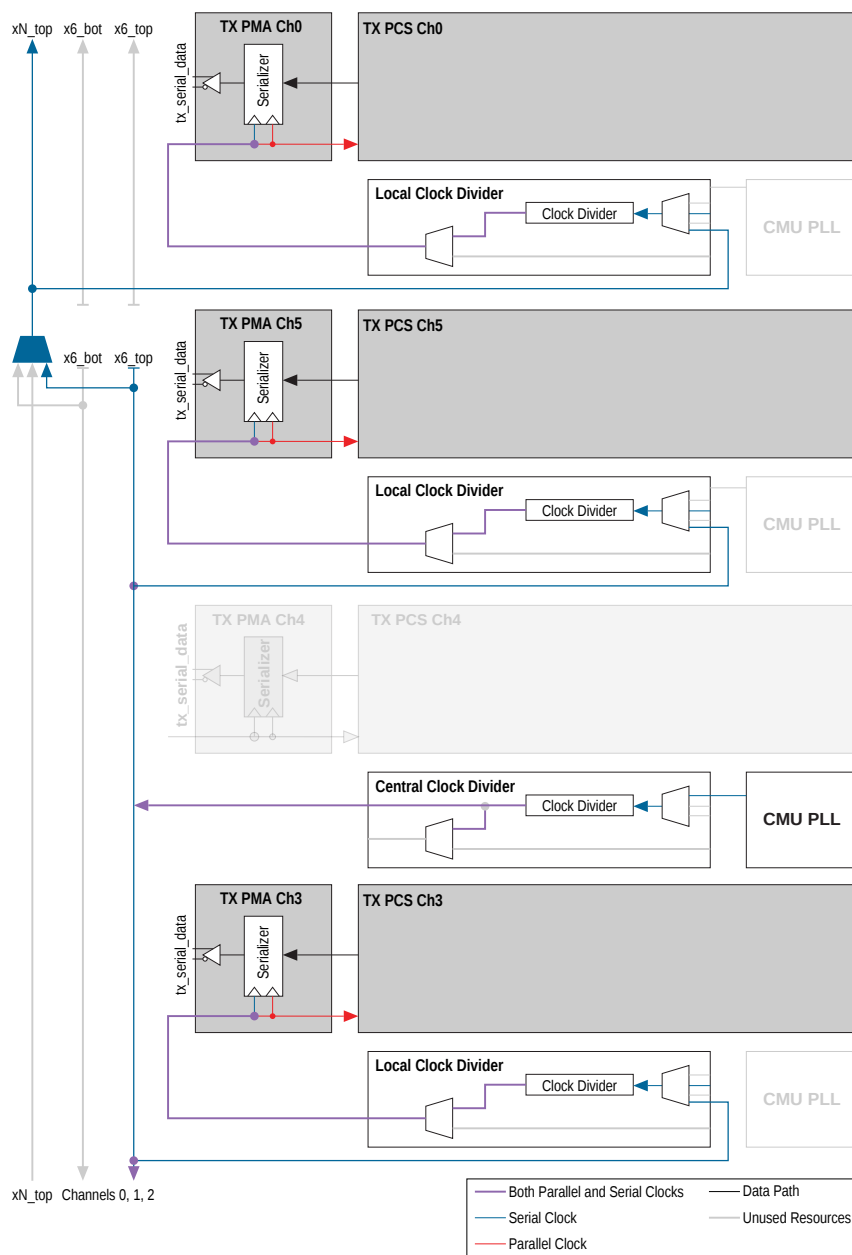 xN_top x6_bot x6_top
TX PMA Ch0
TX PCS Ch0
tx_serial_data
Serializer
Local Clock Divider
Clock Divider
CMU PLL
x6_bot x6_top
TX PMA Ch5
TX PCS Ch5
tx_serial_data
Serializer
Local Clock Divider
Clock Divider
CMU PLL
TX PMA Ch4
TX PCS Ch4
tx_serial_data
Serializer
Central Clock Divider
Clock Divider
CMU PLL
TX PMA Ch3
TX PCS Ch3
tx_serial_data
Serializer
Local Clock Divider
Clock Divider
CMU PLL
xN_top Channels 0, 1, 2
Both Parallel and Serial Clocks
Serial Clock
Parallel Clock
Data Path
Unused Resources